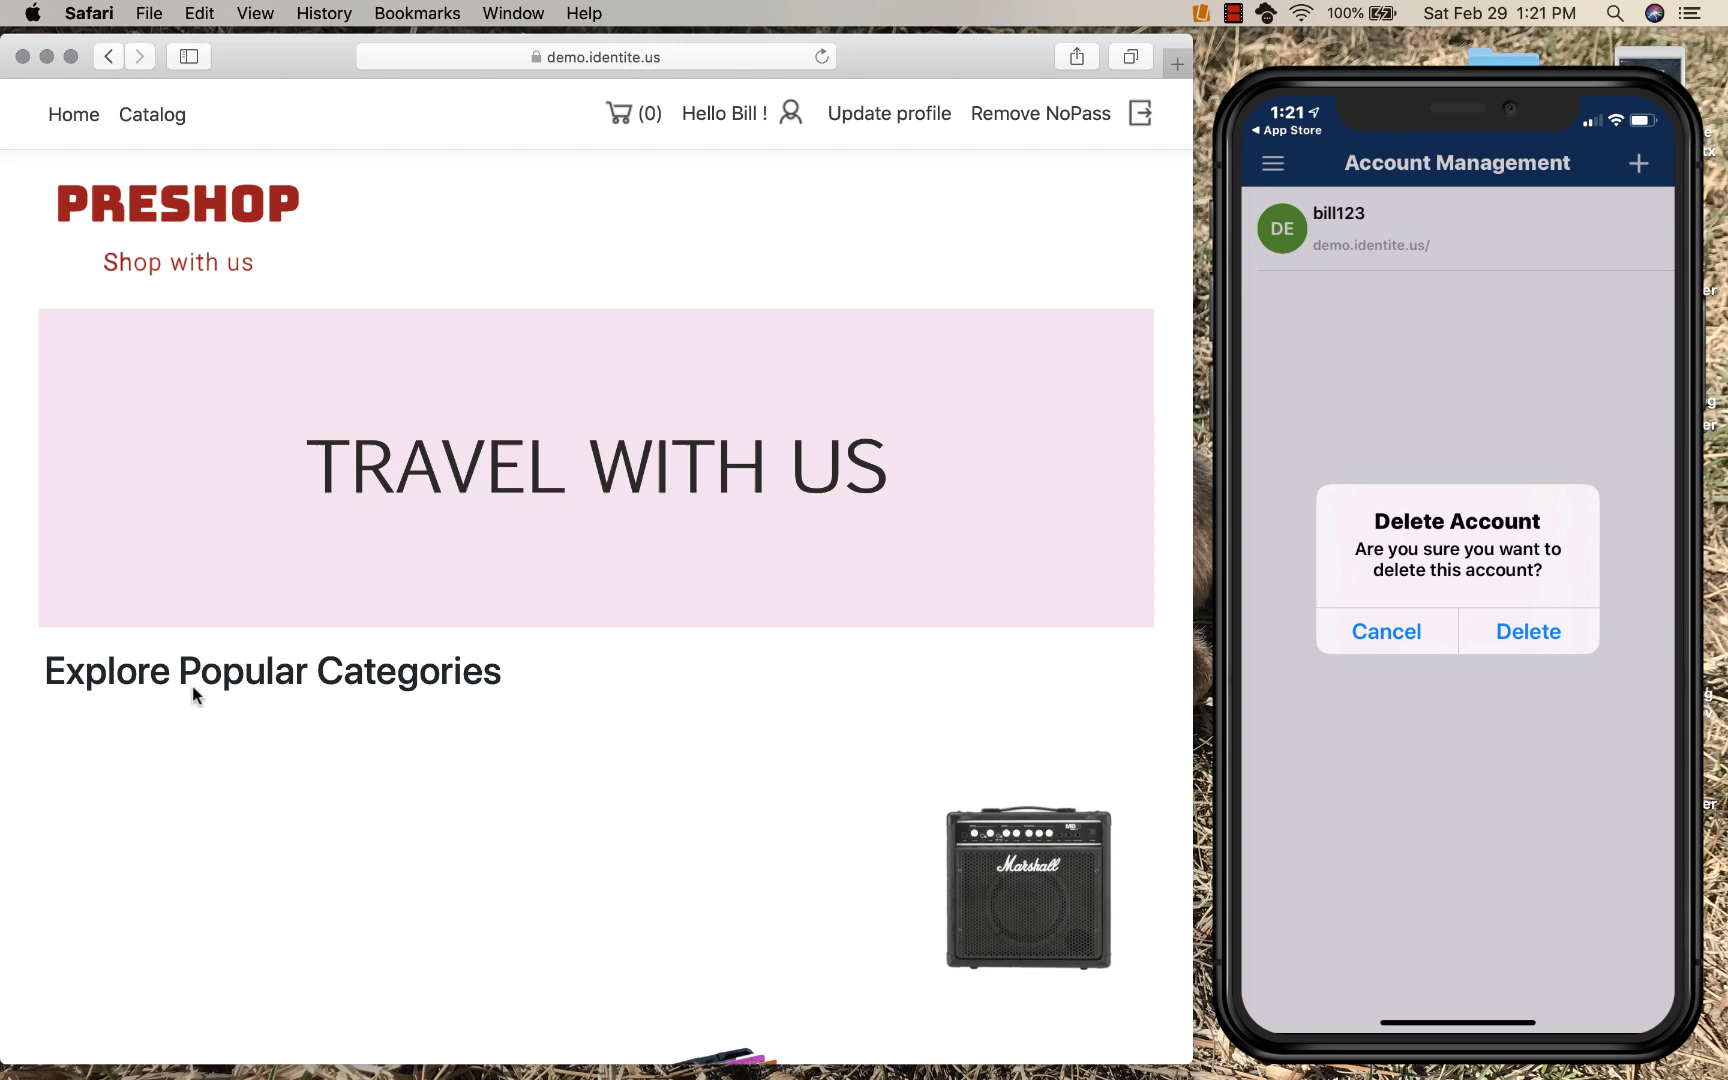 Safari File Edit View History Bookmarks Window Help
100% Sat Feb 29 1:21 PM
demo.identite.us
Home Catalog (0) Hello Bill ! Update profile Remove NoPass
PRESHOP
Shop with us
TRAVEL WITH US
Explore Popular Categories
Marshall
MB
1:21
App Store
Account Management
DE
bill123
demo.identite.us/
Delete Account
Are you sure you want to
delete this account?
Cancel Delete